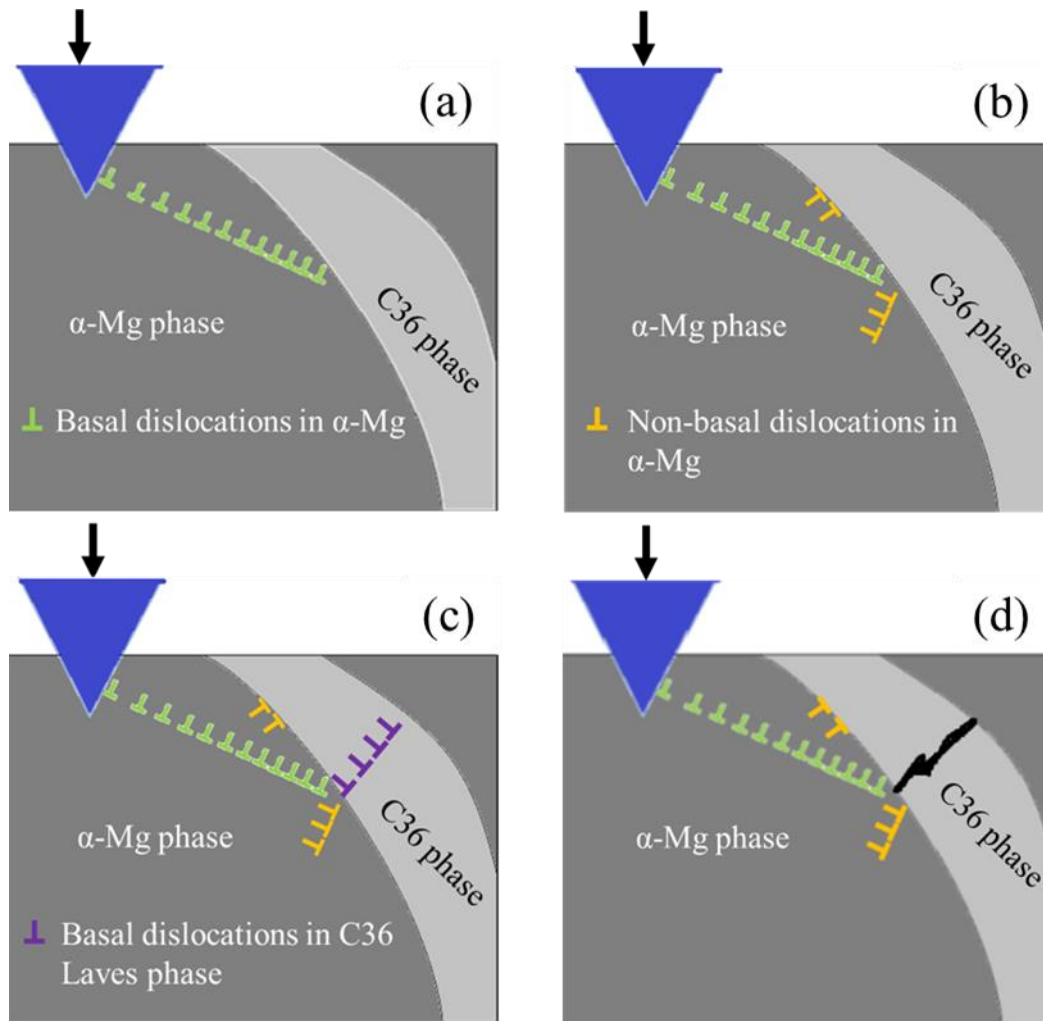 (a)
C36 phase
α-Mg phase
Basal dislocations in α-Mg
(b)
C36 phase
α-Mg phase
Non-basal dislocations in
α-Mg
(c)
C36 phase
α-Mg phase
Basal dislocations in C36
Laves phase
(d)
C36 phase
α-Mg phase